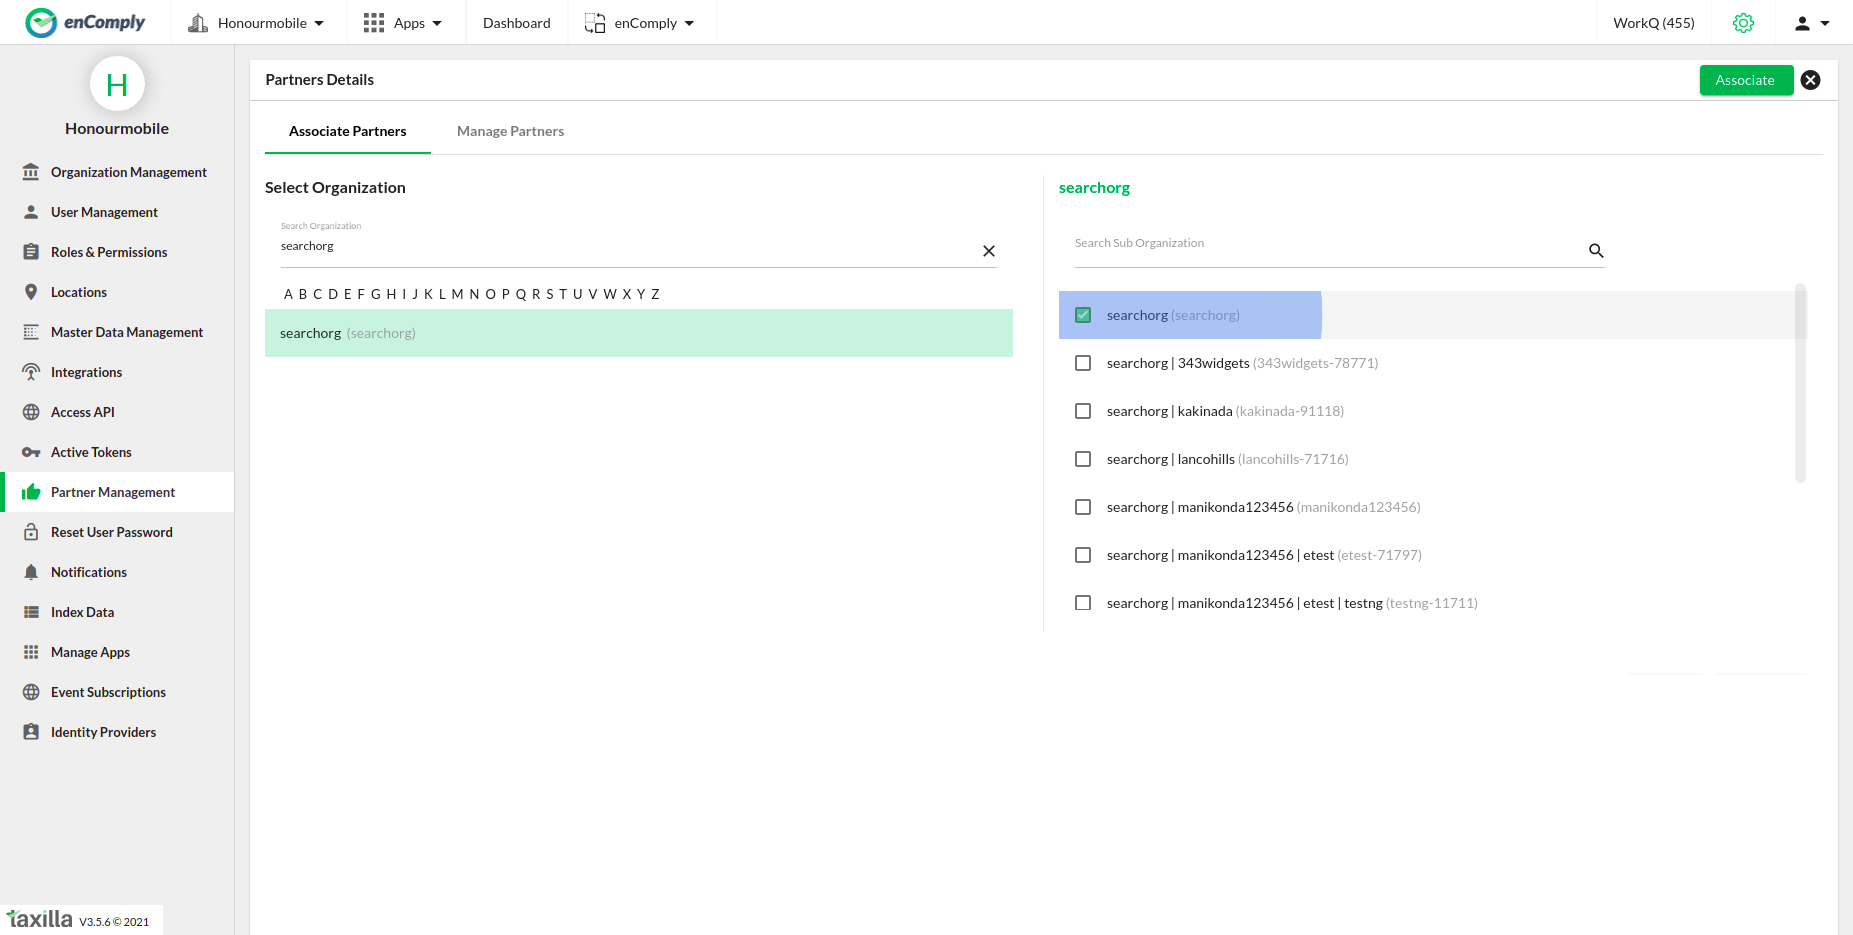 enComply
Honourmobile
Apps
Dashboard
enComply
WorkQ (455)
H
Honourmobile
Organization Management
User Management
Roles & Permissions
Locations
Master Data Management
Integrations
Access API
Active Tokens
Partner Management
Reset User Password
Notifications
Index Data
Manage Apps
Event Subscriptions
Identity Providers
taxilla V3.5.6 © 2021
Partners Details
Associate
Associate Partners
Manage Partners
Select Organization
Search Organization
searchorg
A B C D E F G H I J K L M N O P Q R S T U V W X Y Z
searchorg (searchorg)
searchorg
Search Sub Organization
searchorg (searchorg)
searchorg | 343widgets (343widgets-78771)
searchorg | kakinada (kakinada-91118)
searchorg | lancohills (lancohills-71716)
searchorg | manikonda123456 (manikonda123456)
searchorg | manikonda123456 | etest (etest-71797)
searchorg | manikonda123456 | etest | testng (testng-11711)